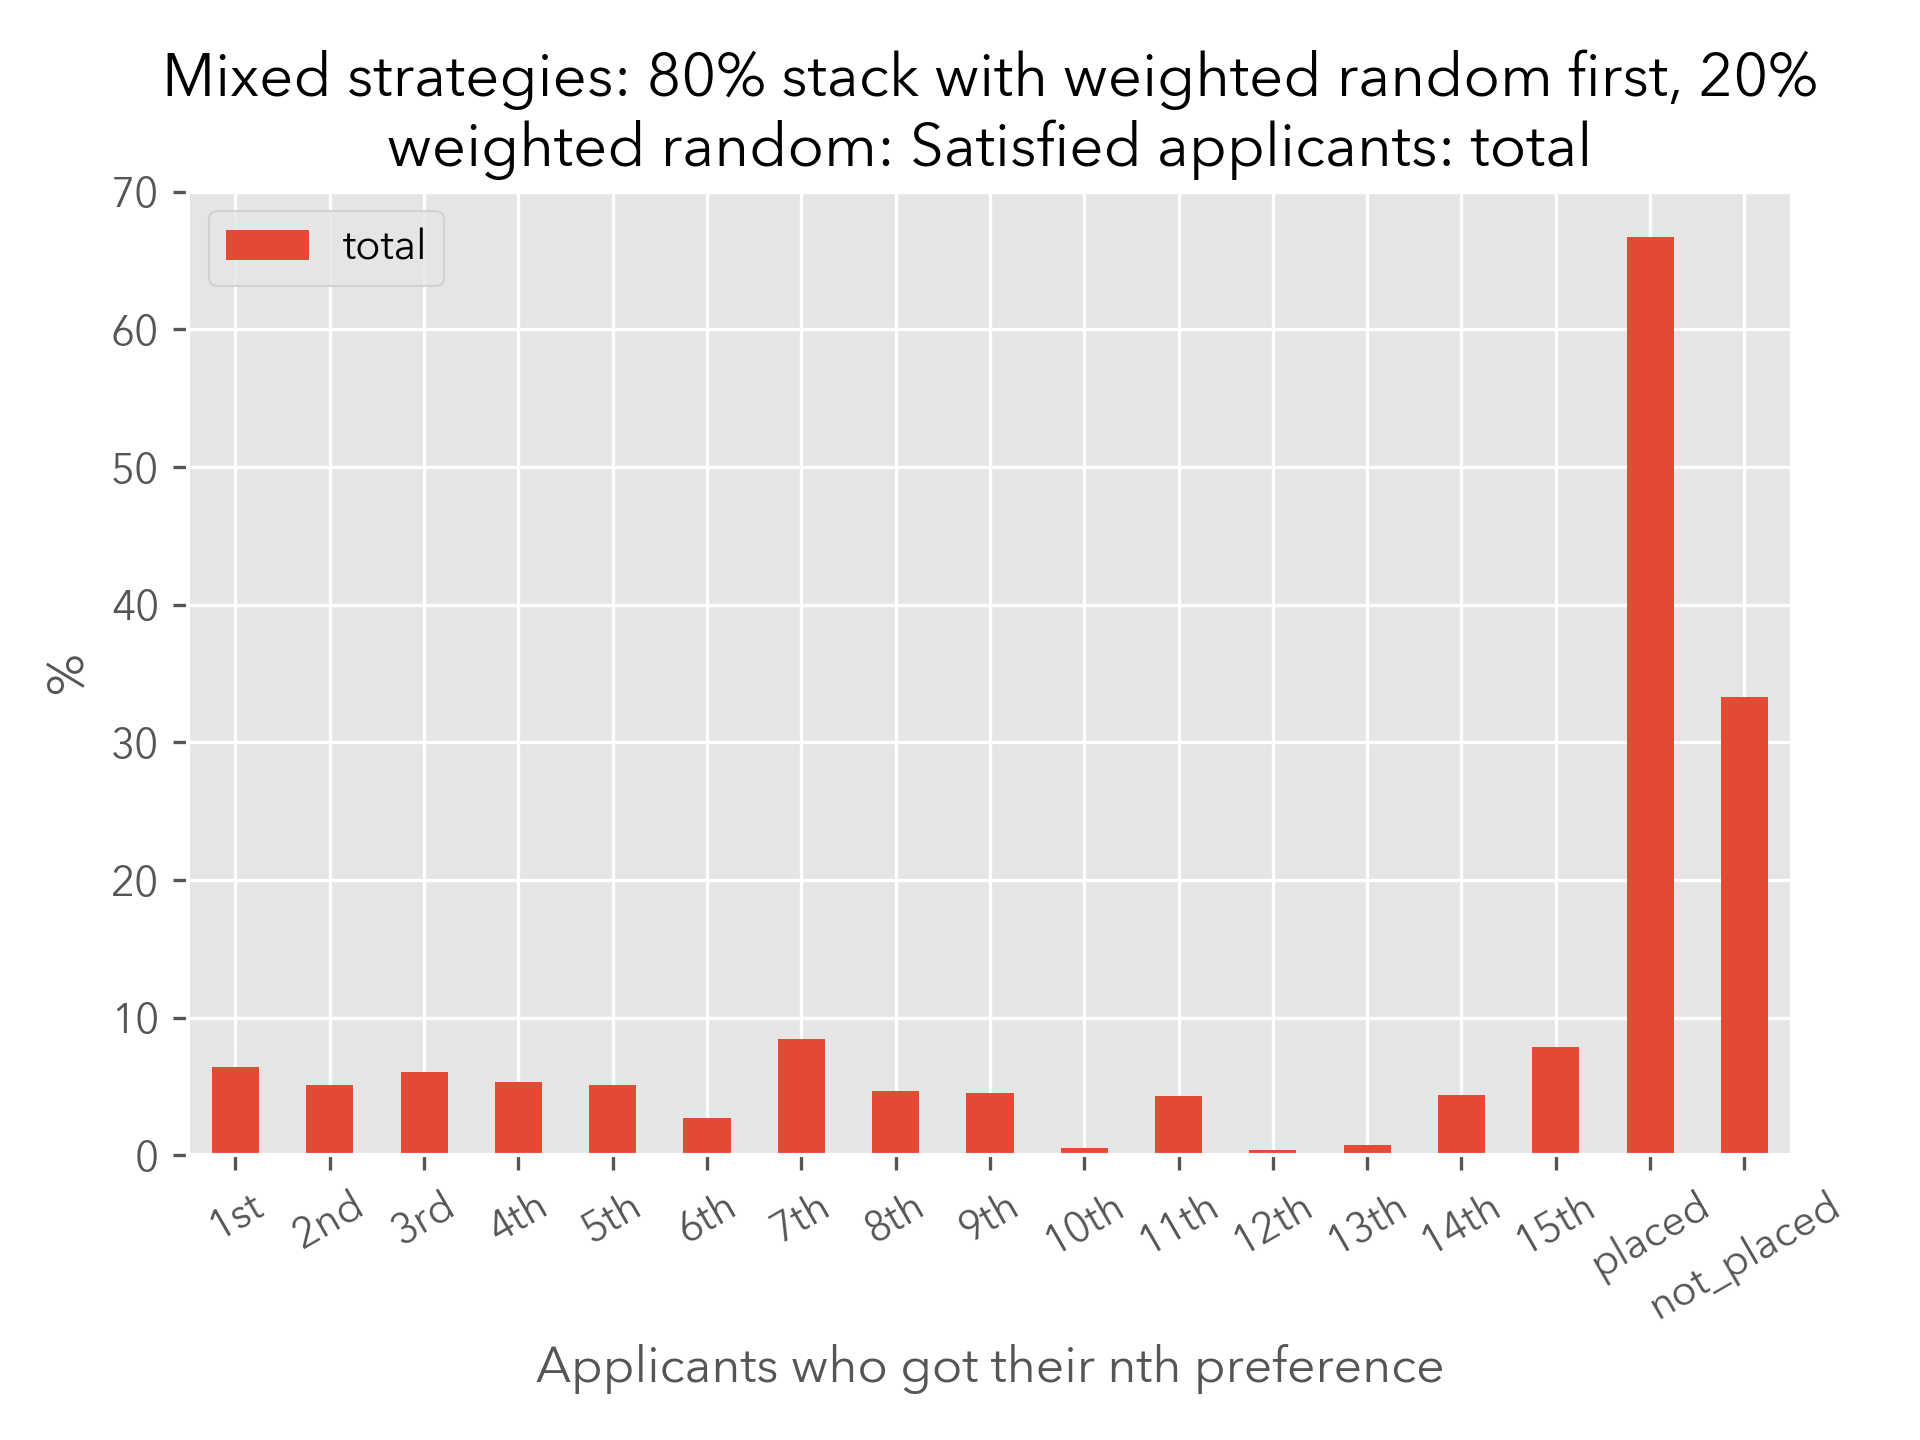 Mixed strategies: 80% stack with weighted random first, 20%
weighted random: Satisfied applicants: total
total
70
60
50
40
30
20
10
0
%
1st
2nd
3rd
4th
5th
6th
7th
8th
9th
10th
11th
12th
13th
14th
15th
placed
not_placed
Applicants who got their nth preference